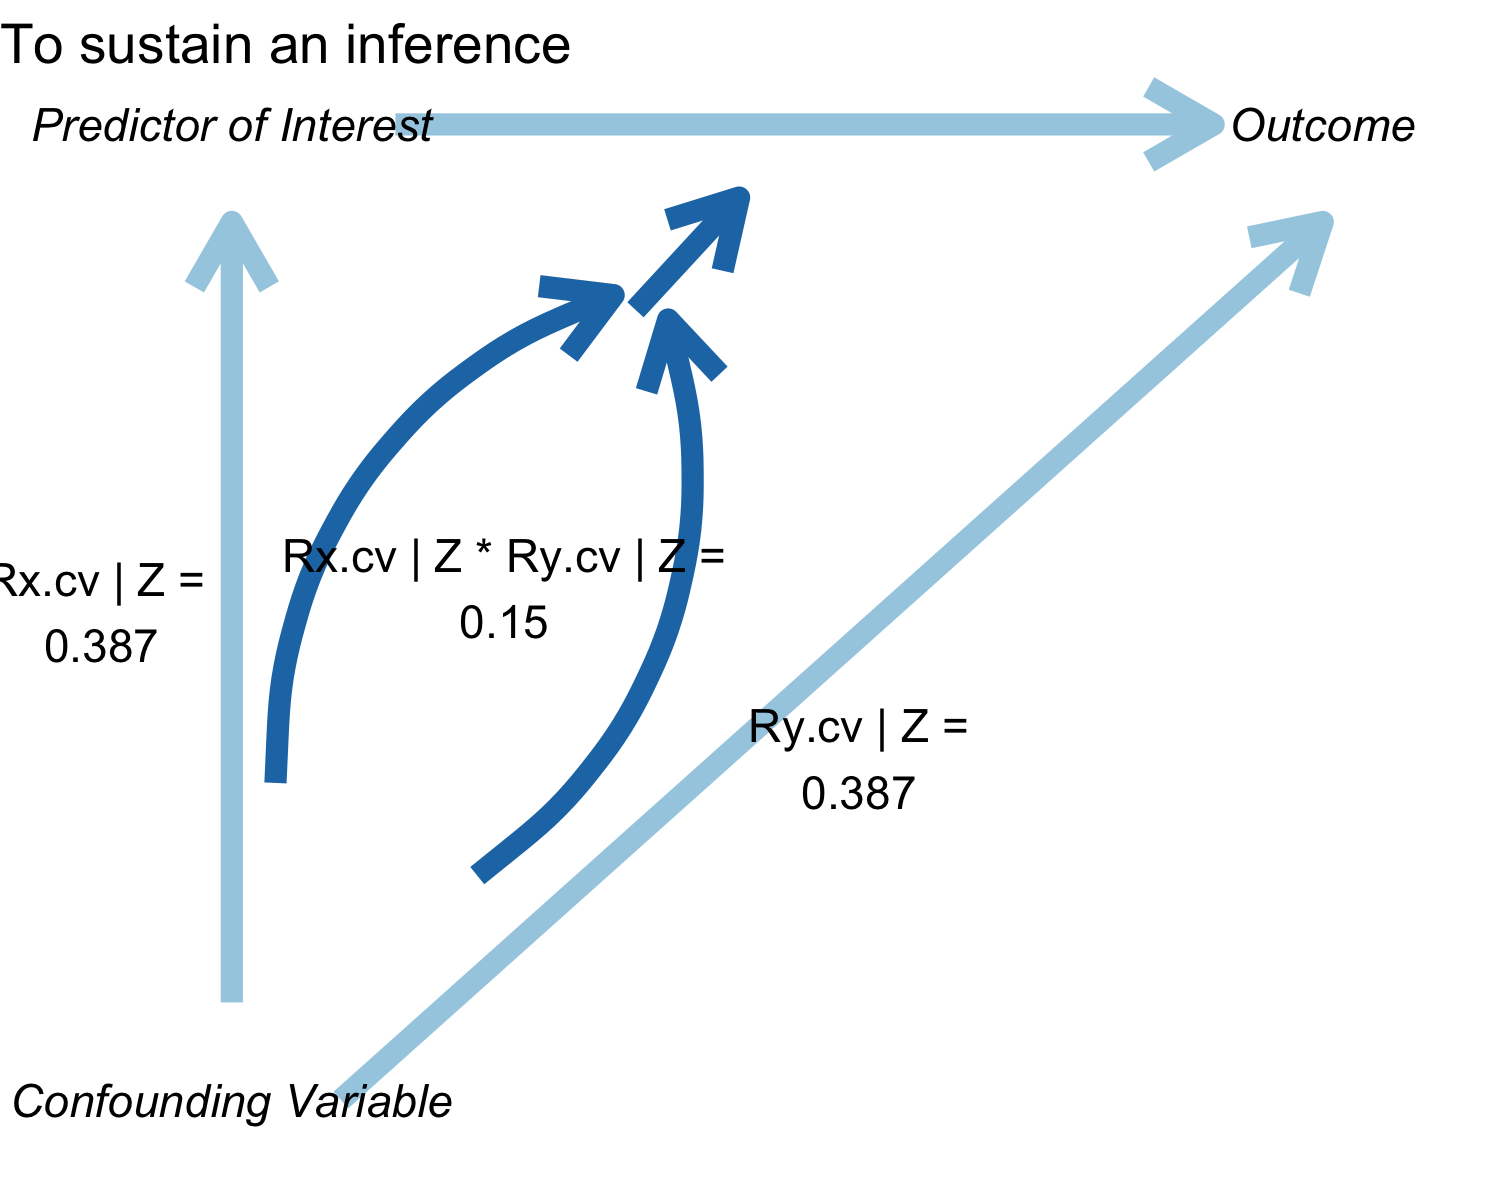 To sustain an inference
Predictor of Interest
Outcome
Rx.cv | Z * Ry.cv | Z =
0.15
Rx.cv | Z =
0.387
Ry.cv | Z =
0.387
Confounding Variable